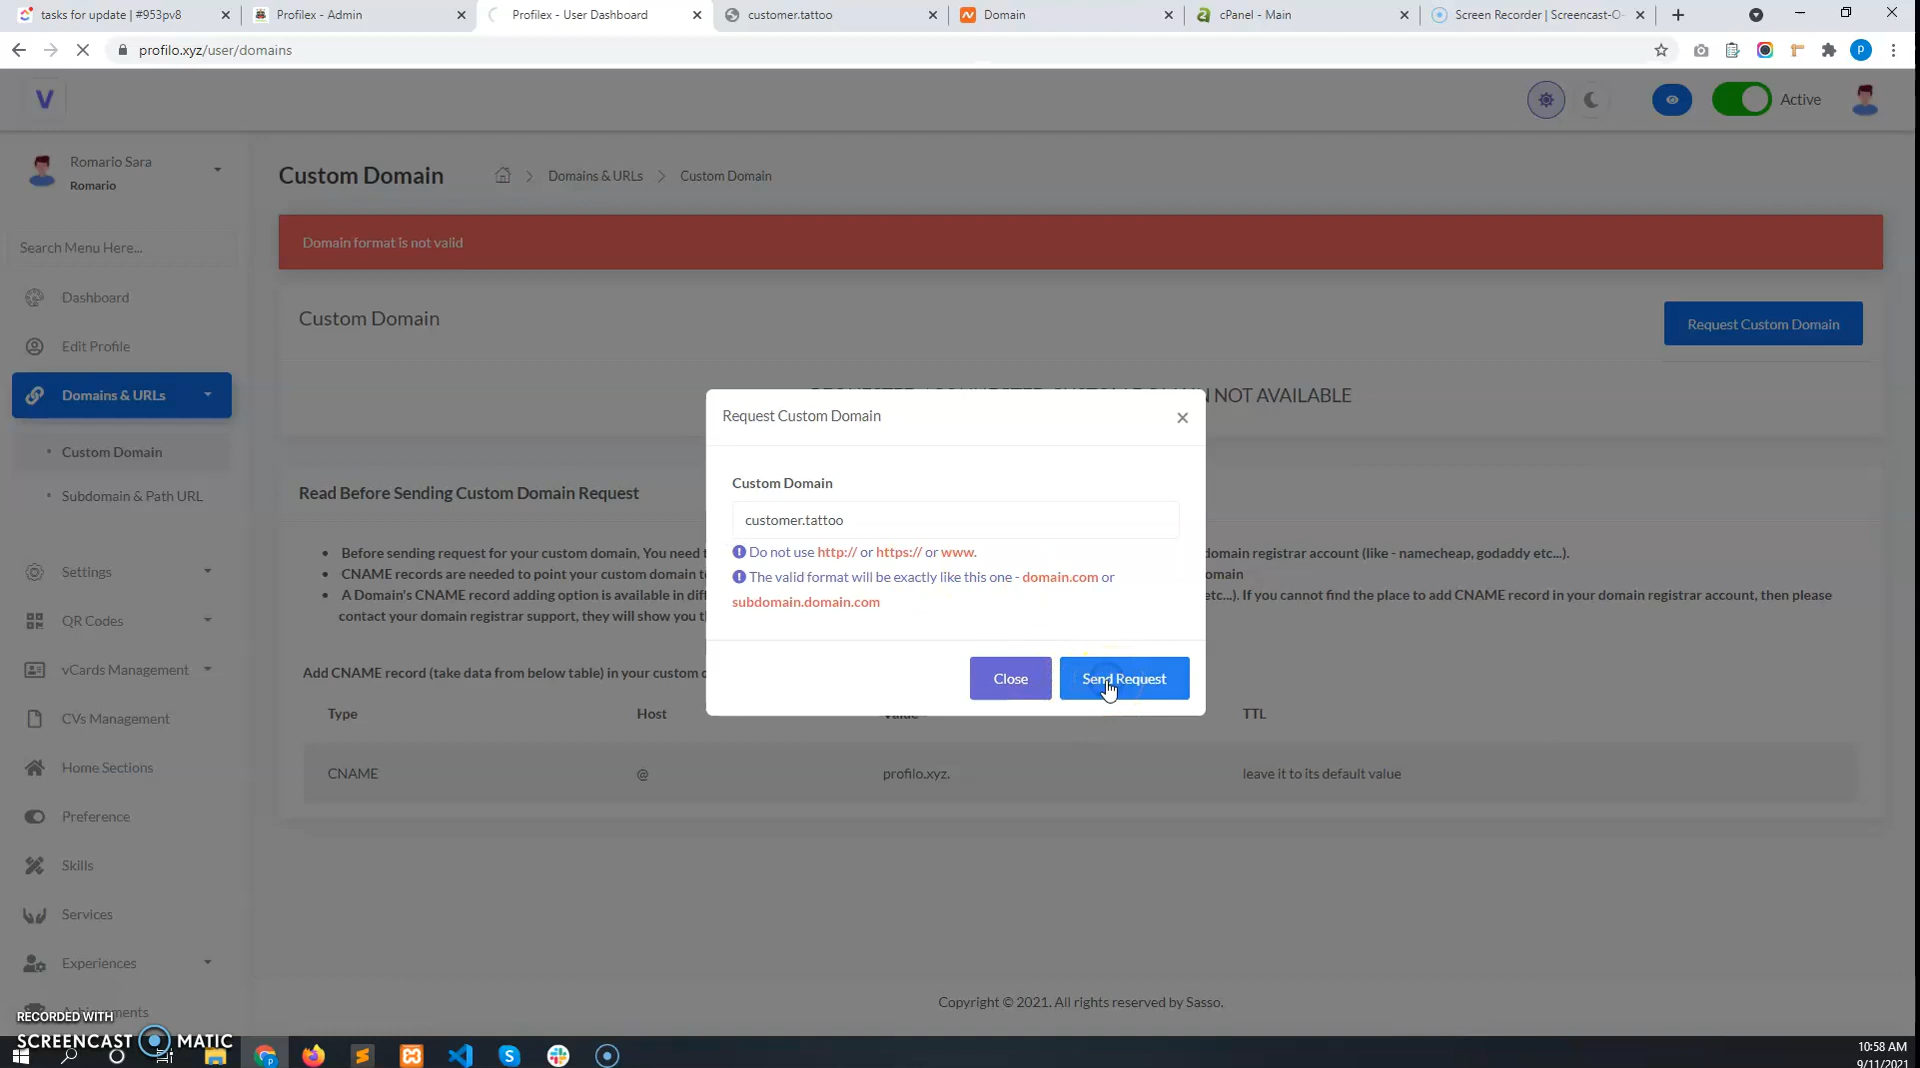 tasks for update | #953pv8
Profilex - Admin
Profilex - User Dashboard
customer.tattoo
Domain
cPanel - Main
Screen Recorder | Screencast-O-
profilo.xyz/user/domains
P
V
Active
Romario Sara
Romario
Search Menu Here...
Dashboard
Edit Profile
Domains & URLs
Custom Domain
Subdomain & Path URL
Settings
QR Codes
vCards Management
CVs Management
Home Sections
Preference
Skills
Services
Experiences
Custom Domain
Domains & URLs
Custom Domain
Domain format is not valid
Custom Domain
Request Custom Domain
NOT AVAILABLE
Read Before Sending Custom Domain Request
Before sending request for your custom domain, You need t
domain registrar account (like - namecheap, godaddy etc...).
CNAME records are needed to point your custom domain to
omain
A Domain's CNAME record adding option is available in diff
etc...). If you cannot find the place to add CNAME record in your domain registrar account, then please
contact your domain registrar support, they will show you t
Add CNAME record (take data from below table) in your custom d
Type Host Value TTL
CNAME @ profilo.xyz. leave it to its default value
Request Custom Domain
×
Custom Domain
customer.tattoo
Do not use http:// or https:// or www.
The valid format will be exactly like this one - domain.com or
subdomain.domain.com
Close
Send Request
Copyright © 2021. All rights reserved by Sasso.
RECORDED WITH
SCREENCAST MATIC
10:58 AM
9/11/2021